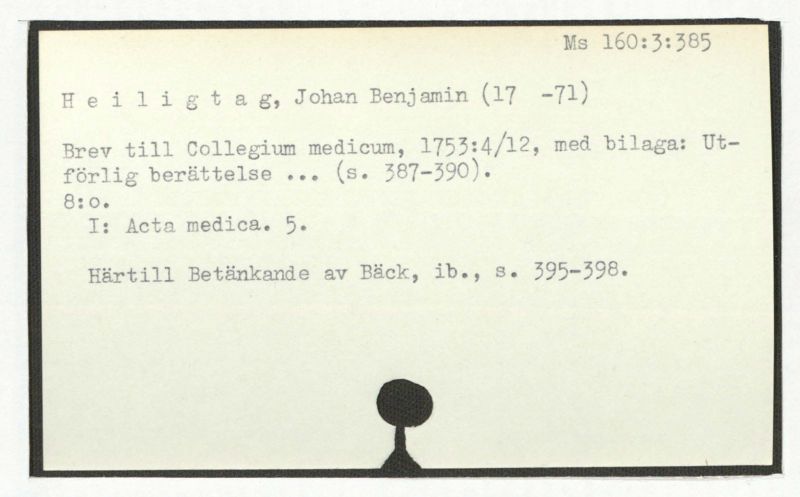 Ms 160:3:385
H e i l i g t a g, Johan Benjamin (17  -71)
Brev till Collegium medicum, 1753:4/12, med bilaga: Ut-
förlig berättelse ... (s. 387-390).
8:o.
I: Acta medica. 5.
Härtill Betänkande av Bäck, ib., s. 395-398.